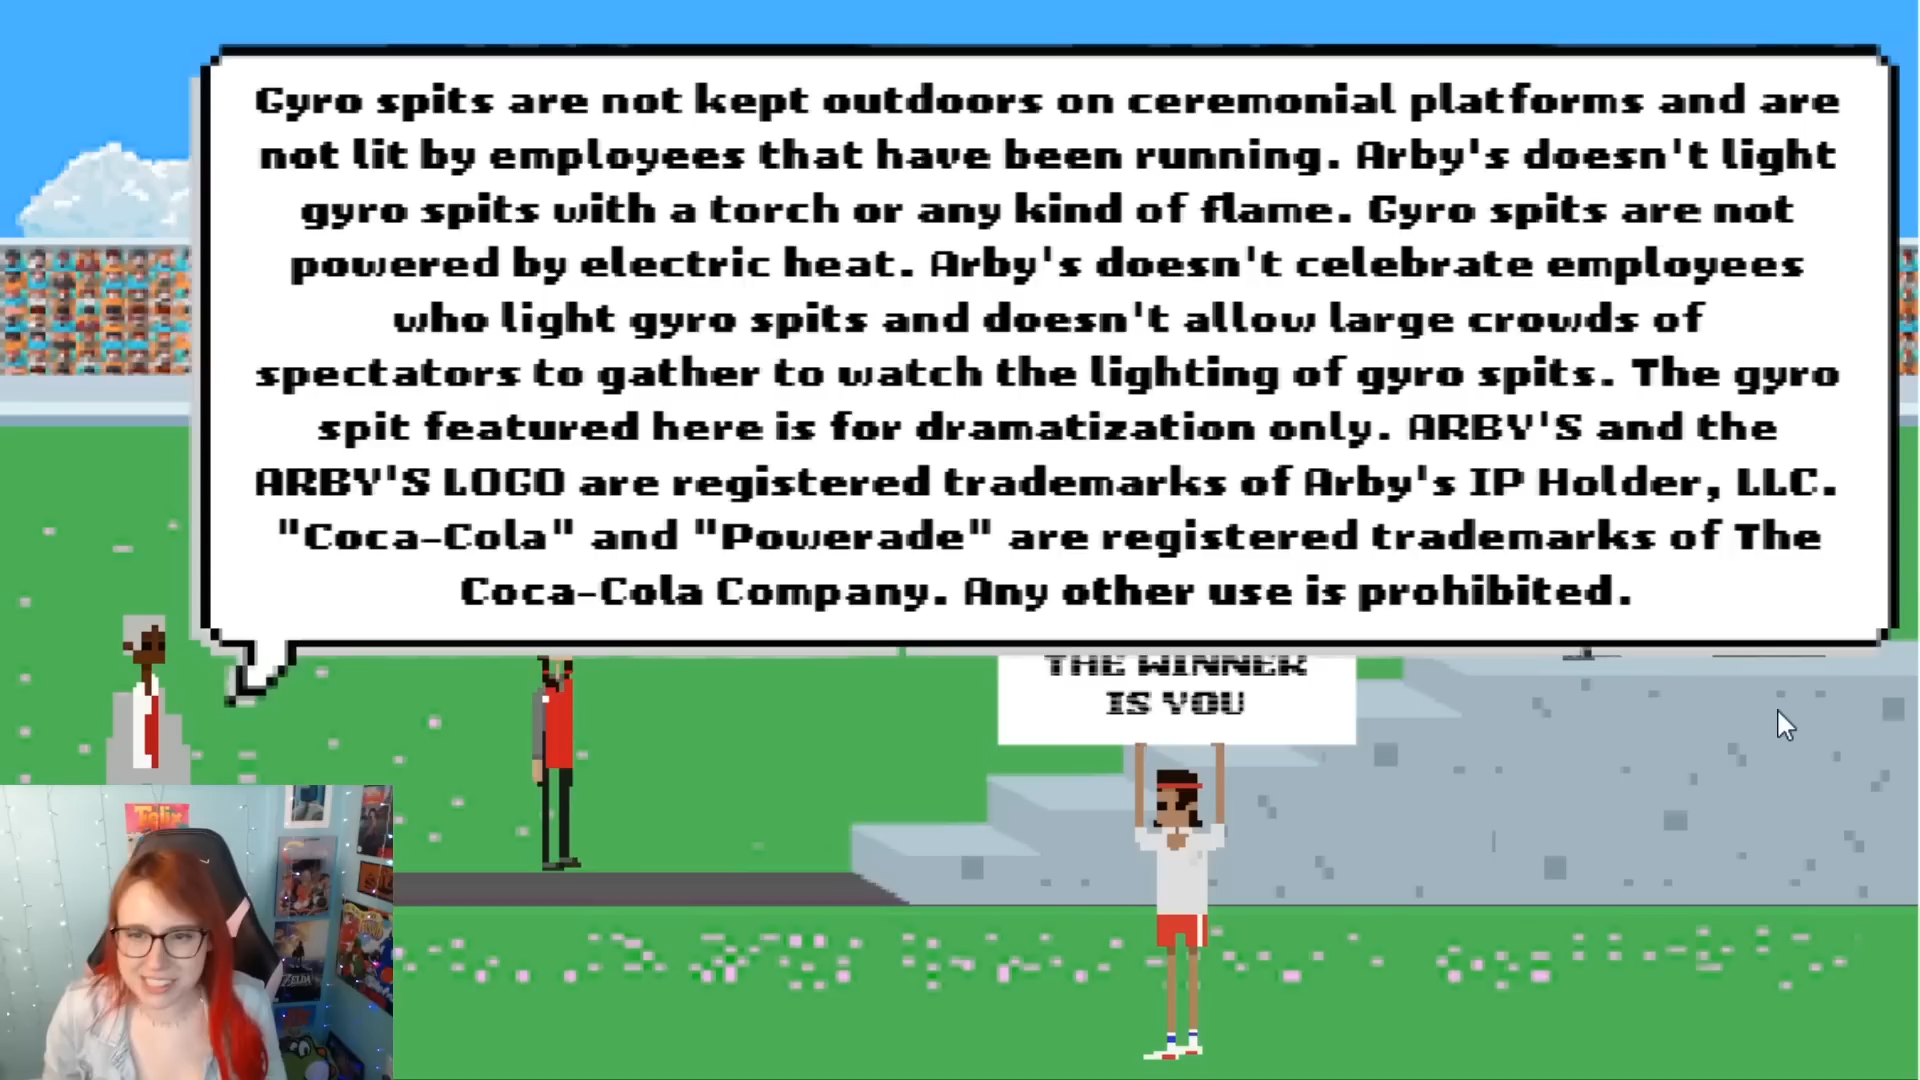 Gyro spits are not kept outdoors on ceremonial platforms and are
not lit by employees that have been running. Arby's doesn't light
gyro spits with a torch or any kind of flame. Gyro spits are not
powered by electric heat. Arby's doesn't celebrate employees
who light gyro spits and doesn't allow large crowds of
spectators to gather to watch the lighting of gyro spits. The gyro
spit featured here is for dramatization only. ARBY'S and the
ARBY'S LOGO are registered trademarks of Arby's IP Holder, LLC.
"Coca-Cola" and "Powerade" are registered trademarks of The
Coca-Cola Company. Any other use is prohibited.
THE WINNER
IS YOU
Felix
ZELDA